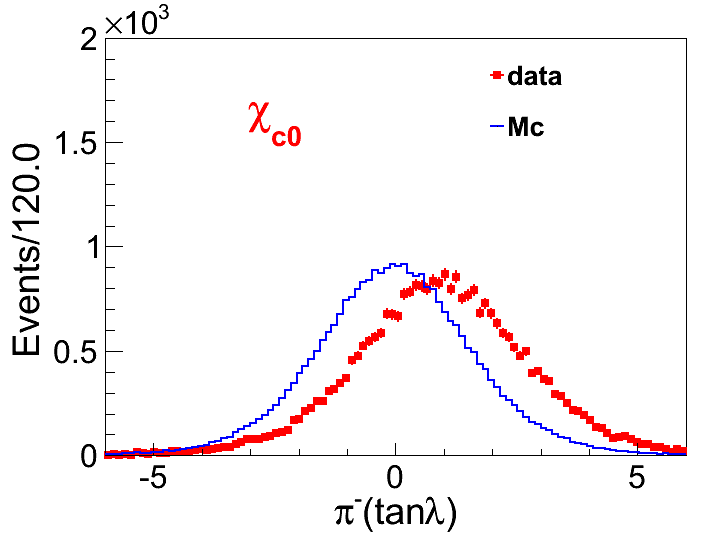 ×10³
2
1.5
1
0.5
0
Events/120.0
χc0
data
Mc
-5
0
5
π⁻(tanλ)